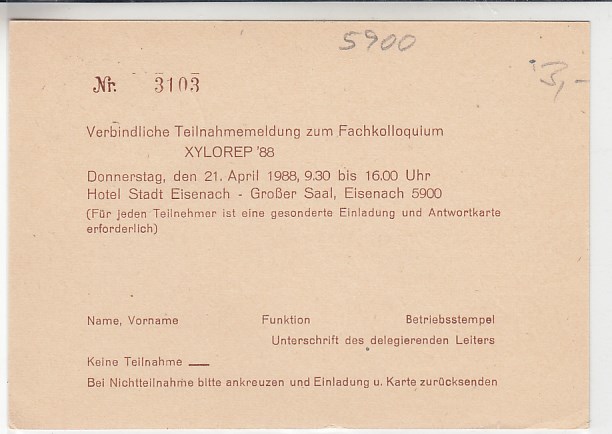 5900
3,-
Nr. 3103
Verbindliche Teilnahmemeldung zum Fachkolloquium
XYLOREP '88
Donnerstag, den 21. April 1988, 9.30 bis 16.00 Uhr
Hotel Stadt Eisenach - Großer Saal, Eisenach 5900
(Für jeden Teilnehmer ist eine gesonderte Einladung und Antwortkarte
erforderlich)
Name, Vorname Funktion Betriebsstempel
Unterschrift des delegierenden Leiters
Keine Teilnahme __
Bei Nichtteilnahme bitte ankreuzen und Einladung u. Karte zurücksenden